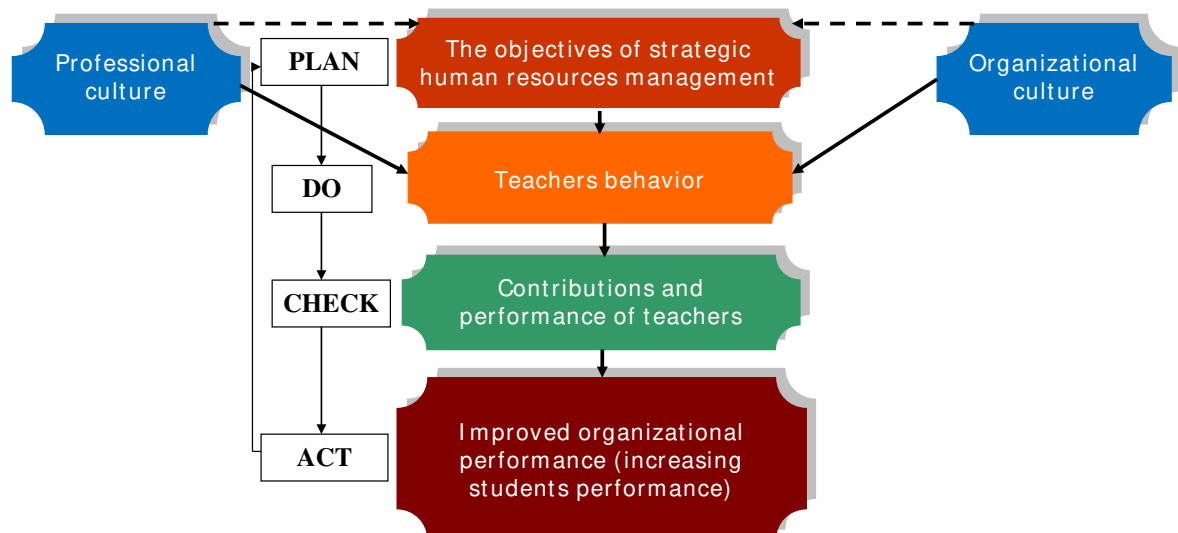 Professional
culture
PLAN
The objectives of strategic
human resources management
Organizational
culture
DO
Teachers behavior
CHECK
Contributions and
performance of teachers
ACT
Improved organizational
performance (increasing
students performance)